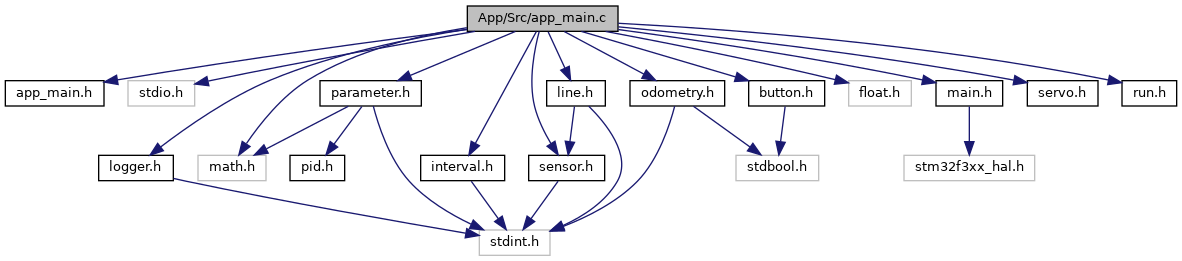 App/Src/app_main.c
app_main.h
stdio.h
parameter.h
line.h
odometry.h
button.h
float.h
main.h
servo.h
run.h
logger.h
math.h
pid.h
interval.h
sensor.h
stdbool.h
stm32f3xx_hal.h
stdint.h